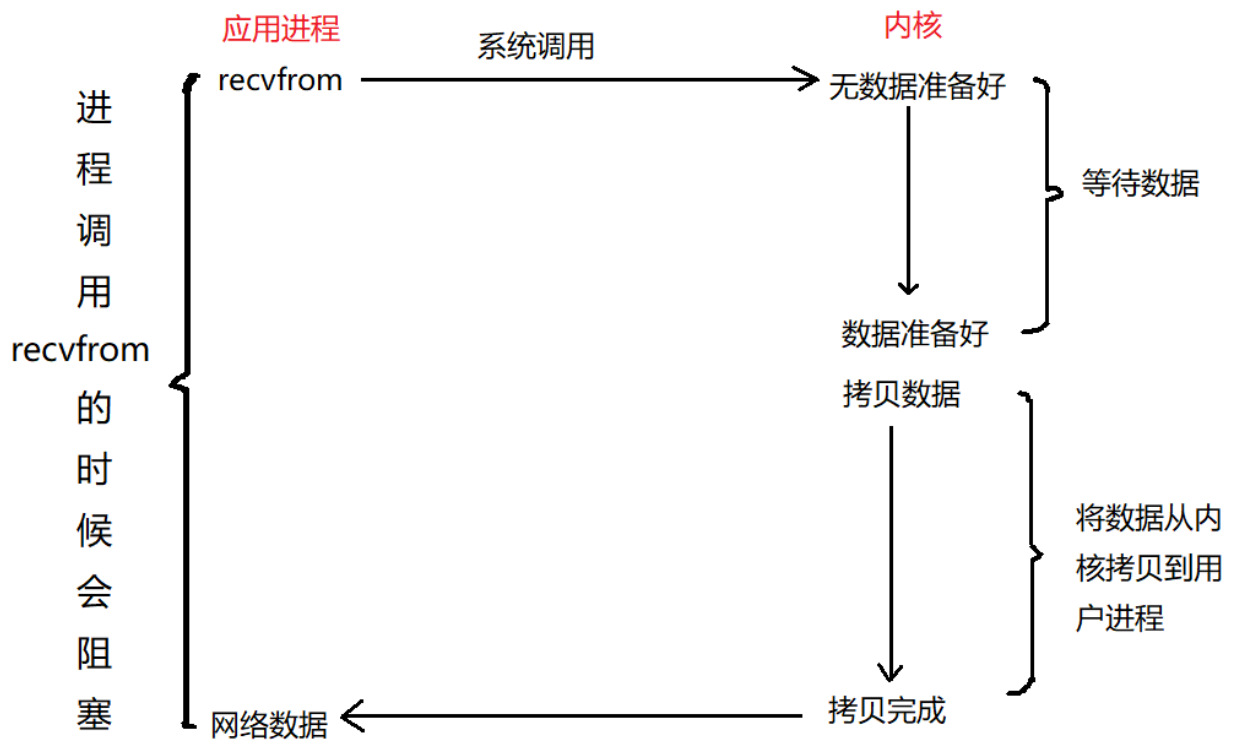 应用进程
系统调用
内核
recvfrom
无数据准备好
进
程
调
用
recvfrom
的
时
候
会
阻
塞
等待数据
数据准备好
拷贝数据
将数据从内
核拷贝到用
户进程
拷贝完成
网络数据